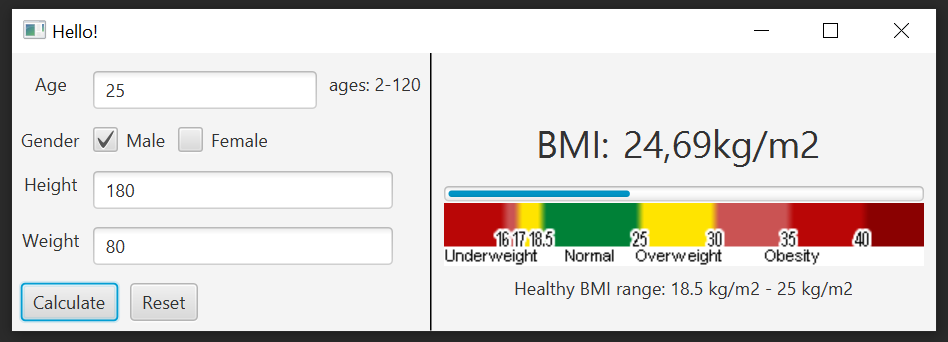 Hello!
Age 25 ages: 2-120
Gender Male Female
Height 180
Weight 80
Calculate Reset
BMI: 24,69kg/m2
16 17 18.5 25 30 35 40
Underweight Normal Overweight Obesity
Healthy BMI range: 18.5 kg/m2 - 25 kg/m2